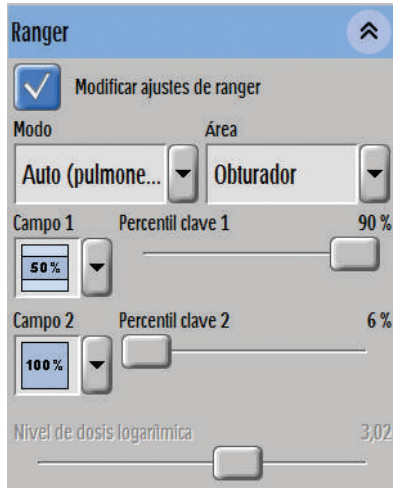 Ranger
Modificar ajustes de ranger
Modo Área
Auto (pulmone... Obturador
Campo 1 Percentil clave 1 90 %
50 %
Campo 2 Percentil clave 2 6 %
100 %
Nivel de dosis logarítmica 3,02